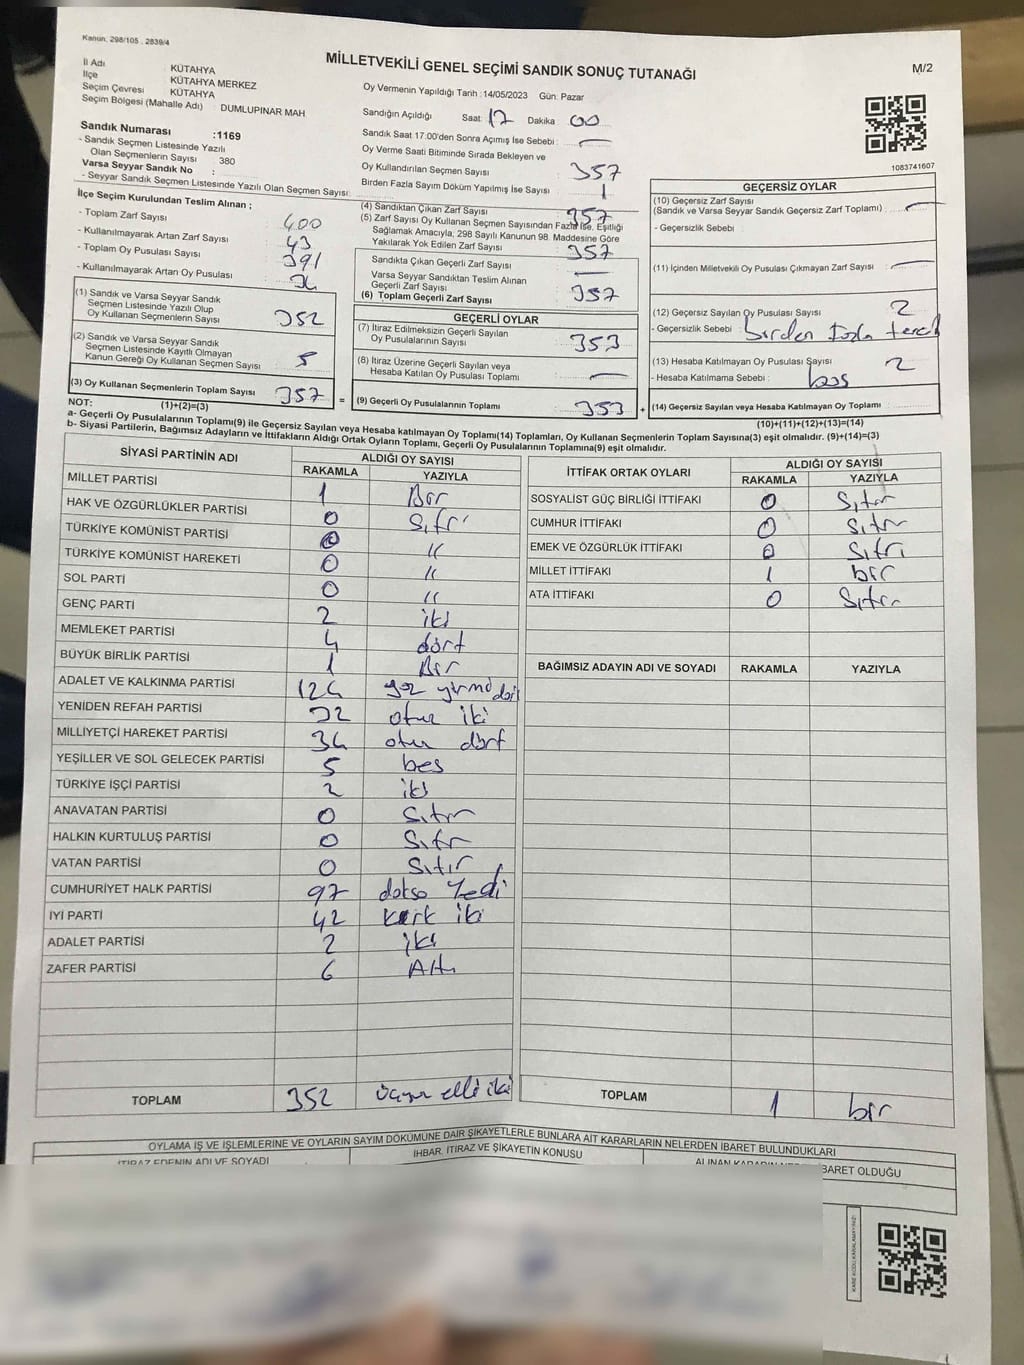 Kanun: 298/105 , 2839/4
MİLLETVEKİLİ GENEL SEÇİMİ SANDIK SONUÇ TUTANAĞI
M/2
İl Adı KÜTAHYA
İlçe KÜTAHYA MERKEZ
Seçim Çevresi KÜTAHYA
Seçim Bölgesi (Mahalle Adı) : DUMLUPINAR MAH
Oy Vermenin Yapıldığı Tarih :14/05/2023 Gün: Pazar
Sandık Numarası :1169
- Sandık Seçmen Listesinde Yazılı
Olan Seçmenlerin Sayısı : 380
Varsa Seyyar Sandık No :
- Seyyar Sandık Seçmen Listesinde Yazılı Olan Seçmen Sayısı:
Sandığın Açıldığı Saat: 17 Dakika : 00
Sandık Saat 17:00'den Sonra Açımış İse Sebebi : —
Oy Verme Saati Bitiminde Sırada Bekleyen ve
Oy Kullandırılan Seçmen Sayısı : 357
Birden Fazla Sayım Döküm Yapılmış İse Sayısı : 1
1083741607
İlçe Seçim Kurulundan Teslim Alınan ;
- Toplam Zarf Sayısı : 400
- Kullanılmayarak Artan Zarf Sayısı : 43
- Toplam Oy Pusulası Sayısı : 391
- Kullanılmayarak Artan Oy Pusulası : 34
(1) Sandık ve Varsa Seyyar Sandık
Seçmen Listesinde Yazılı Olup
Oy Kullanan Seçmenlerin Sayısı : 352
(2) Sandık ve Varsa Seyyar Sandık
Seçmen Listesinde Kayıtlı Olmayan
Kanun Gereği Oy Kullanan Seçmen Sayısı : 5
(3) Oy Kullanan Seçmenlerin Toplam Sayısı : 357
(4) Sandıktan Çıkan Zarf Sayısı : 357
(5) Zarf Sayısı Oy Kullanan Seçmen Sayısından Fazla İse, Eşitliği
Sağlamak Amacıyla, 298 Sayılı Kanunun 98. Maddesine Göre
Yakılarak Yok Edilen Zarf Sayısı :
Sandıkta Çıkan Geçerli Zarf Sayısı : 357
Varsa Seyyar Sandıktan Teslim Alınan
Geçerli Zarf Sayısı : —
(6) Toplam Geçerli Zarf Sayısı : 357
GEÇERLİ OYLAR
(7) İtiraz Edilmeksizin Geçerli Sayılan
Oy Pusulalarının Sayısı : 353
(8) İtiraz Üzerine Geçerli Sayılan veya
Hesaba Katılan Oy Pusulası Toplamı : —
= (9) Geçerli Oy Pusulalarının Toplamı : 353
GEÇERSİZ OYLAR
(10) Geçersiz Zarf Sayısı
(Sandık ve Varsa Seyyar Sandık Geçersiz Zarf Toplamı) : —
- Geçersizlik Sebebi :
(11) İçinden Milletvekili Oy Pusulası Çıkmayan Zarf Sayısı : —
(12) Geçersiz Sayılan Oy Pusulası Sayısı : 2
- Geçersizlik Sebebi : birden fazla tercih
(13) Hesaba Katılmayan Oy Pusulası Sayısı : 2
- Hesaba Katılmama Sebebi : boş
+ (14) Geçersiz Sayılan veya Hesaba Katılmayan Oy Toplamı :
NOT: (1)+(2)=(3)
(10)+(11)+(12)+(13)=(14)
a- Geçerli Oy Pusulalarının Toplamı(9) ile Geçersiz Sayılan veya Hesaba katılmayan Oy Toplamı(14) Toplamları, Oy Kullanan Seçmenlerin Toplam Sayısına(3) eşit olmalıdır. (9)+(14)=(3)
b- Siyasi Partilerin, Bağımsız Adayların ve İttifakların Aldığı Ortak Oyların Toplamı, Geçerli Oy Pusulalarının Toplamına(9) eşit olmalıdır.
SİYASİ PARTİNİN ADI ALDIĞI OY SAYISI
RAKAMLA YAZIYLA
MİLLET PARTİSİ 1 Bir
HAK VE ÖZGÜRLÜKLER PARTİSİ 0 Sıfır
TÜRKİYE KOMÜNİST PARTİSİ 0 "
TÜRKİYE KOMÜNİST HAREKETİ 0 "
SOL PARTİ 0 "
GENÇ PARTİ 2 iki
MEMLEKET PARTİSİ 4 dört
BÜYÜK BİRLİK PARTİSİ 1 Bir
ADALET VE KALKINMA PARTİSİ 124 yüz yirmi dört
YENİDEN REFAH PARTİSİ 32 otuz iki
MİLLİYETÇİ HAREKET PARTİSİ 34 otuz dört
YEŞİLLER VE SOL GELECEK PARTİSİ 5 beş
TÜRKİYE İŞÇİ PARTİSİ 2 iki
ANAVATAN PARTİSİ 0 Sıfır
HALKIN KURTULUŞ PARTİSİ 0 Sıfır
VATAN PARTİSİ 0 Sıfır
CUMHURİYET HALK PARTİSİ 97 doksa Yedi
İYİ PARTİ 42 kırk iki
ADALET PARTİSİ 2 iki
ZAFER PARTİSİ 6 Altı
TOPLAM 352 üçyüz elli iki
İTTİFAK ORTAK OYLARI ALDIĞI OY SAYISI
RAKAMLA YAZIYLA
SOSYALİST GÜÇ BİRLİĞİ İTTİFAKI 0 Sıfır
CUMHUR İTTİFAKI 0 Sıfır
EMEK VE ÖZGÜRLÜK İTTİFAKI 0 Sıfır
MİLLET İTTİFAKI 1 bir
ATA İTTİFAKI 0 Sıfır
BAĞIMSIZ ADAYIN ADI VE SOYADI RAKAMLA YAZIYLA
TOPLAM 1 bir
OYLAMA İŞ VE İŞLEMLERİNE VE OYLARIN SAYIM DÖKÜMÜNE DAİR ŞİKAYETLERLE BUNLARA AİT KARARLARIN NELERDEN İBARET BULUNDUKLARI
İTİRAZ EDENİN ADI VE SOYADI İHBAR, İTİRAZ VE ŞİKAYETİN KONUSU ALINAN KARARIN NE İBARET OLDUĞU